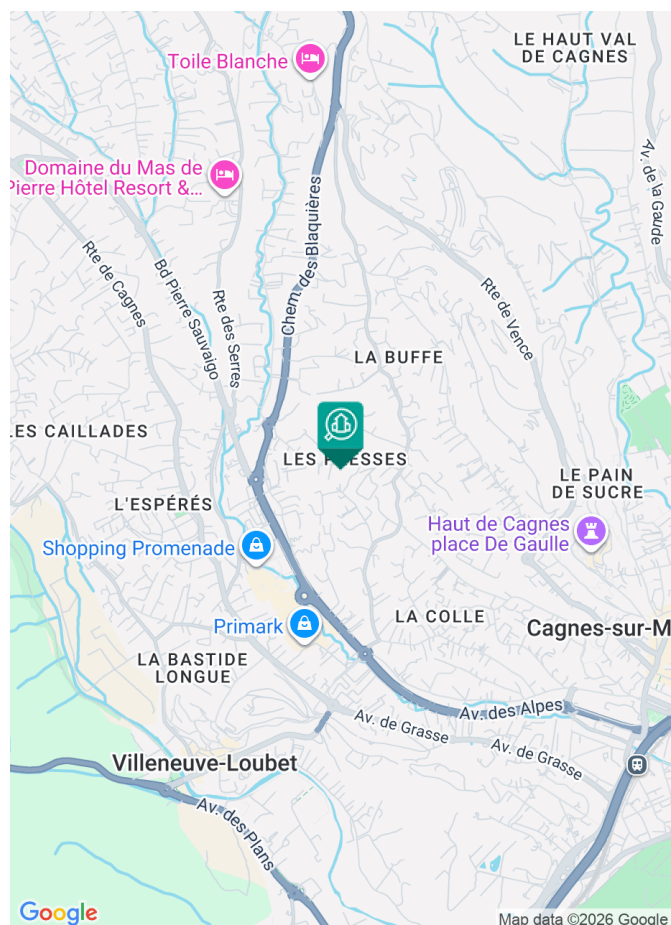 LE HAUT VAL
DE CAGNES
Toile Blanche
Domaine du Mas de
Pierre Hôtel Resort &...
Av. de la Gaude
Chem. des Blaquières
Rte de Cagnes
Bd Pierre Sauvaigo
Rte des Serres
Rte de Vence
LA BUFFE
LES CAILLADES
LES
LE PAIN
DE SUCRE
L'ESPÉRÈS
Haut de Cagnes
place De Gaulle
Shopping Promenade
LA COLLE
Primark
Cagnes-sur-M
LA BASTIDE
LONGUE
Av. des Alpes
Av. de Grasse
Av. de Grasse
Villeneuve-Loubet
Av. des Plans
Google
Map data ©2026 Google